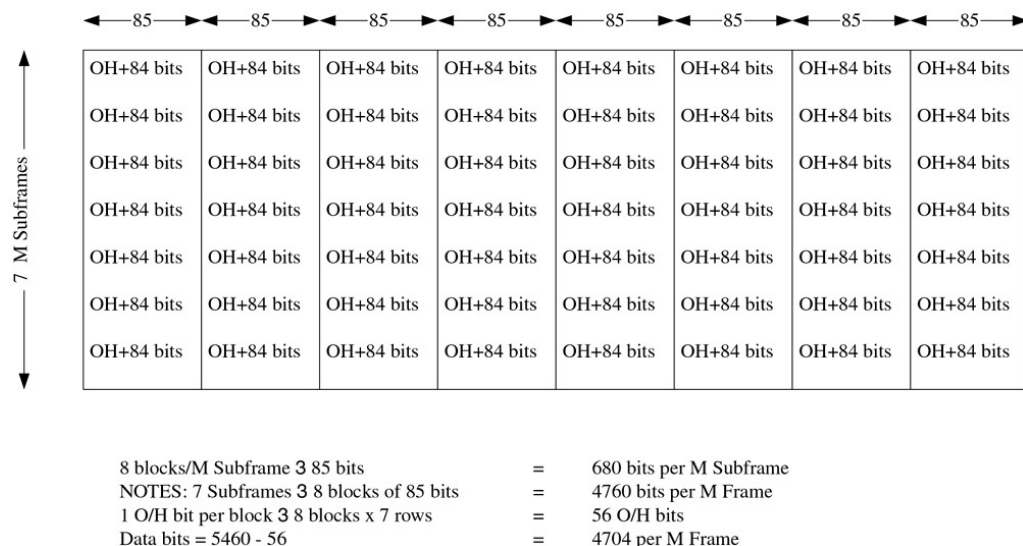 85 85 85 85 85 85 85 85
OH+84 bits OH+84 bits OH+84 bits OH+84 bits OH+84 bits OH+84 bits OH+84 bits OH+84 bits
OH+84 bits OH+84 bits OH+84 bits OH+84 bits OH+84 bits OH+84 bits OH+84 bits OH+84 bits
OH+84 bits OH+84 bits OH+84 bits OH+84 bits OH+84 bits OH+84 bits OH+84 bits OH+84 bits
OH+84 bits OH+84 bits OH+84 bits OH+84 bits OH+84 bits OH+84 bits OH+84 bits OH+84 bits
OH+84 bits OH+84 bits OH+84 bits OH+84 bits OH+84 bits OH+84 bits OH+84 bits OH+84 bits
OH+84 bits OH+84 bits OH+84 bits OH+84 bits OH+84 bits OH+84 bits OH+84 bits OH+84 bits
OH+84 bits OH+84 bits OH+84 bits OH+84 bits OH+84 bits OH+84 bits OH+84 bits OH+84 bits
7 M Subframes
8 blocks/M Subframe 3 85 bits = 680 bits per M Subframe
NOTES: 7 Subframes 3 8 blocks of 85 bits = 4760 bits per M Frame
1 O/H bit per block 3 8 blocks x 7 rows = 56 O/H bits
Data bits = 5460 - 56 = 4704 per M Frame